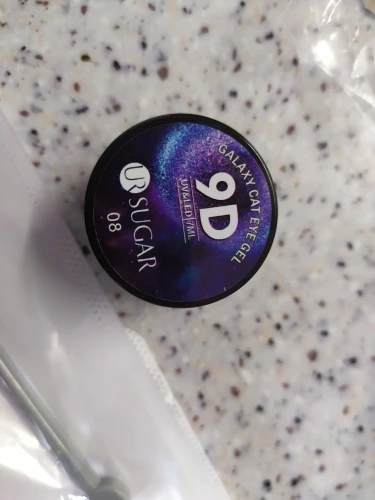 GALAXY CAT EYE GEL
9D
UV&LED/7ML
UR SUGAR
08